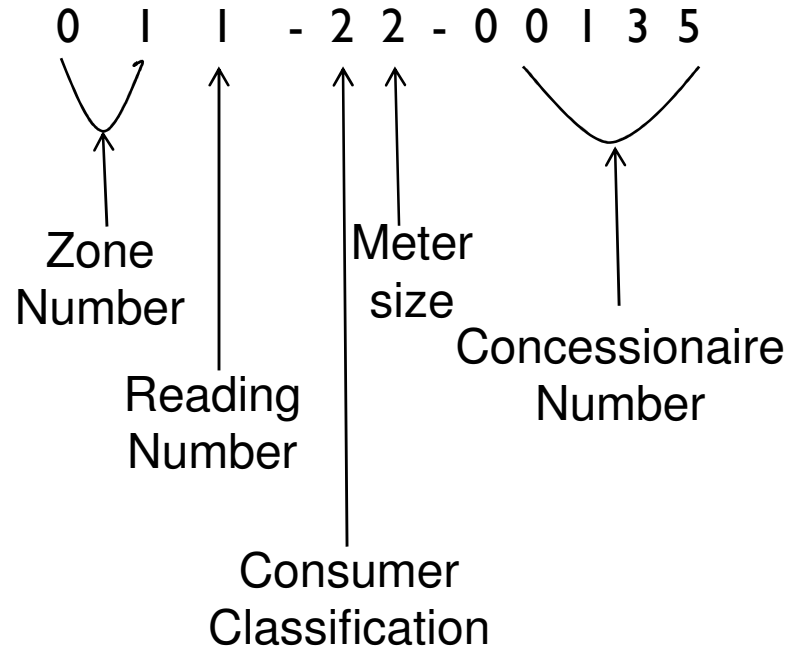 0 1 1 - 2 2 - 0 0 1 3 5
Zone
Number
Meter
size
Concessionaire
Number
Reading
Number
Consumer
Classification